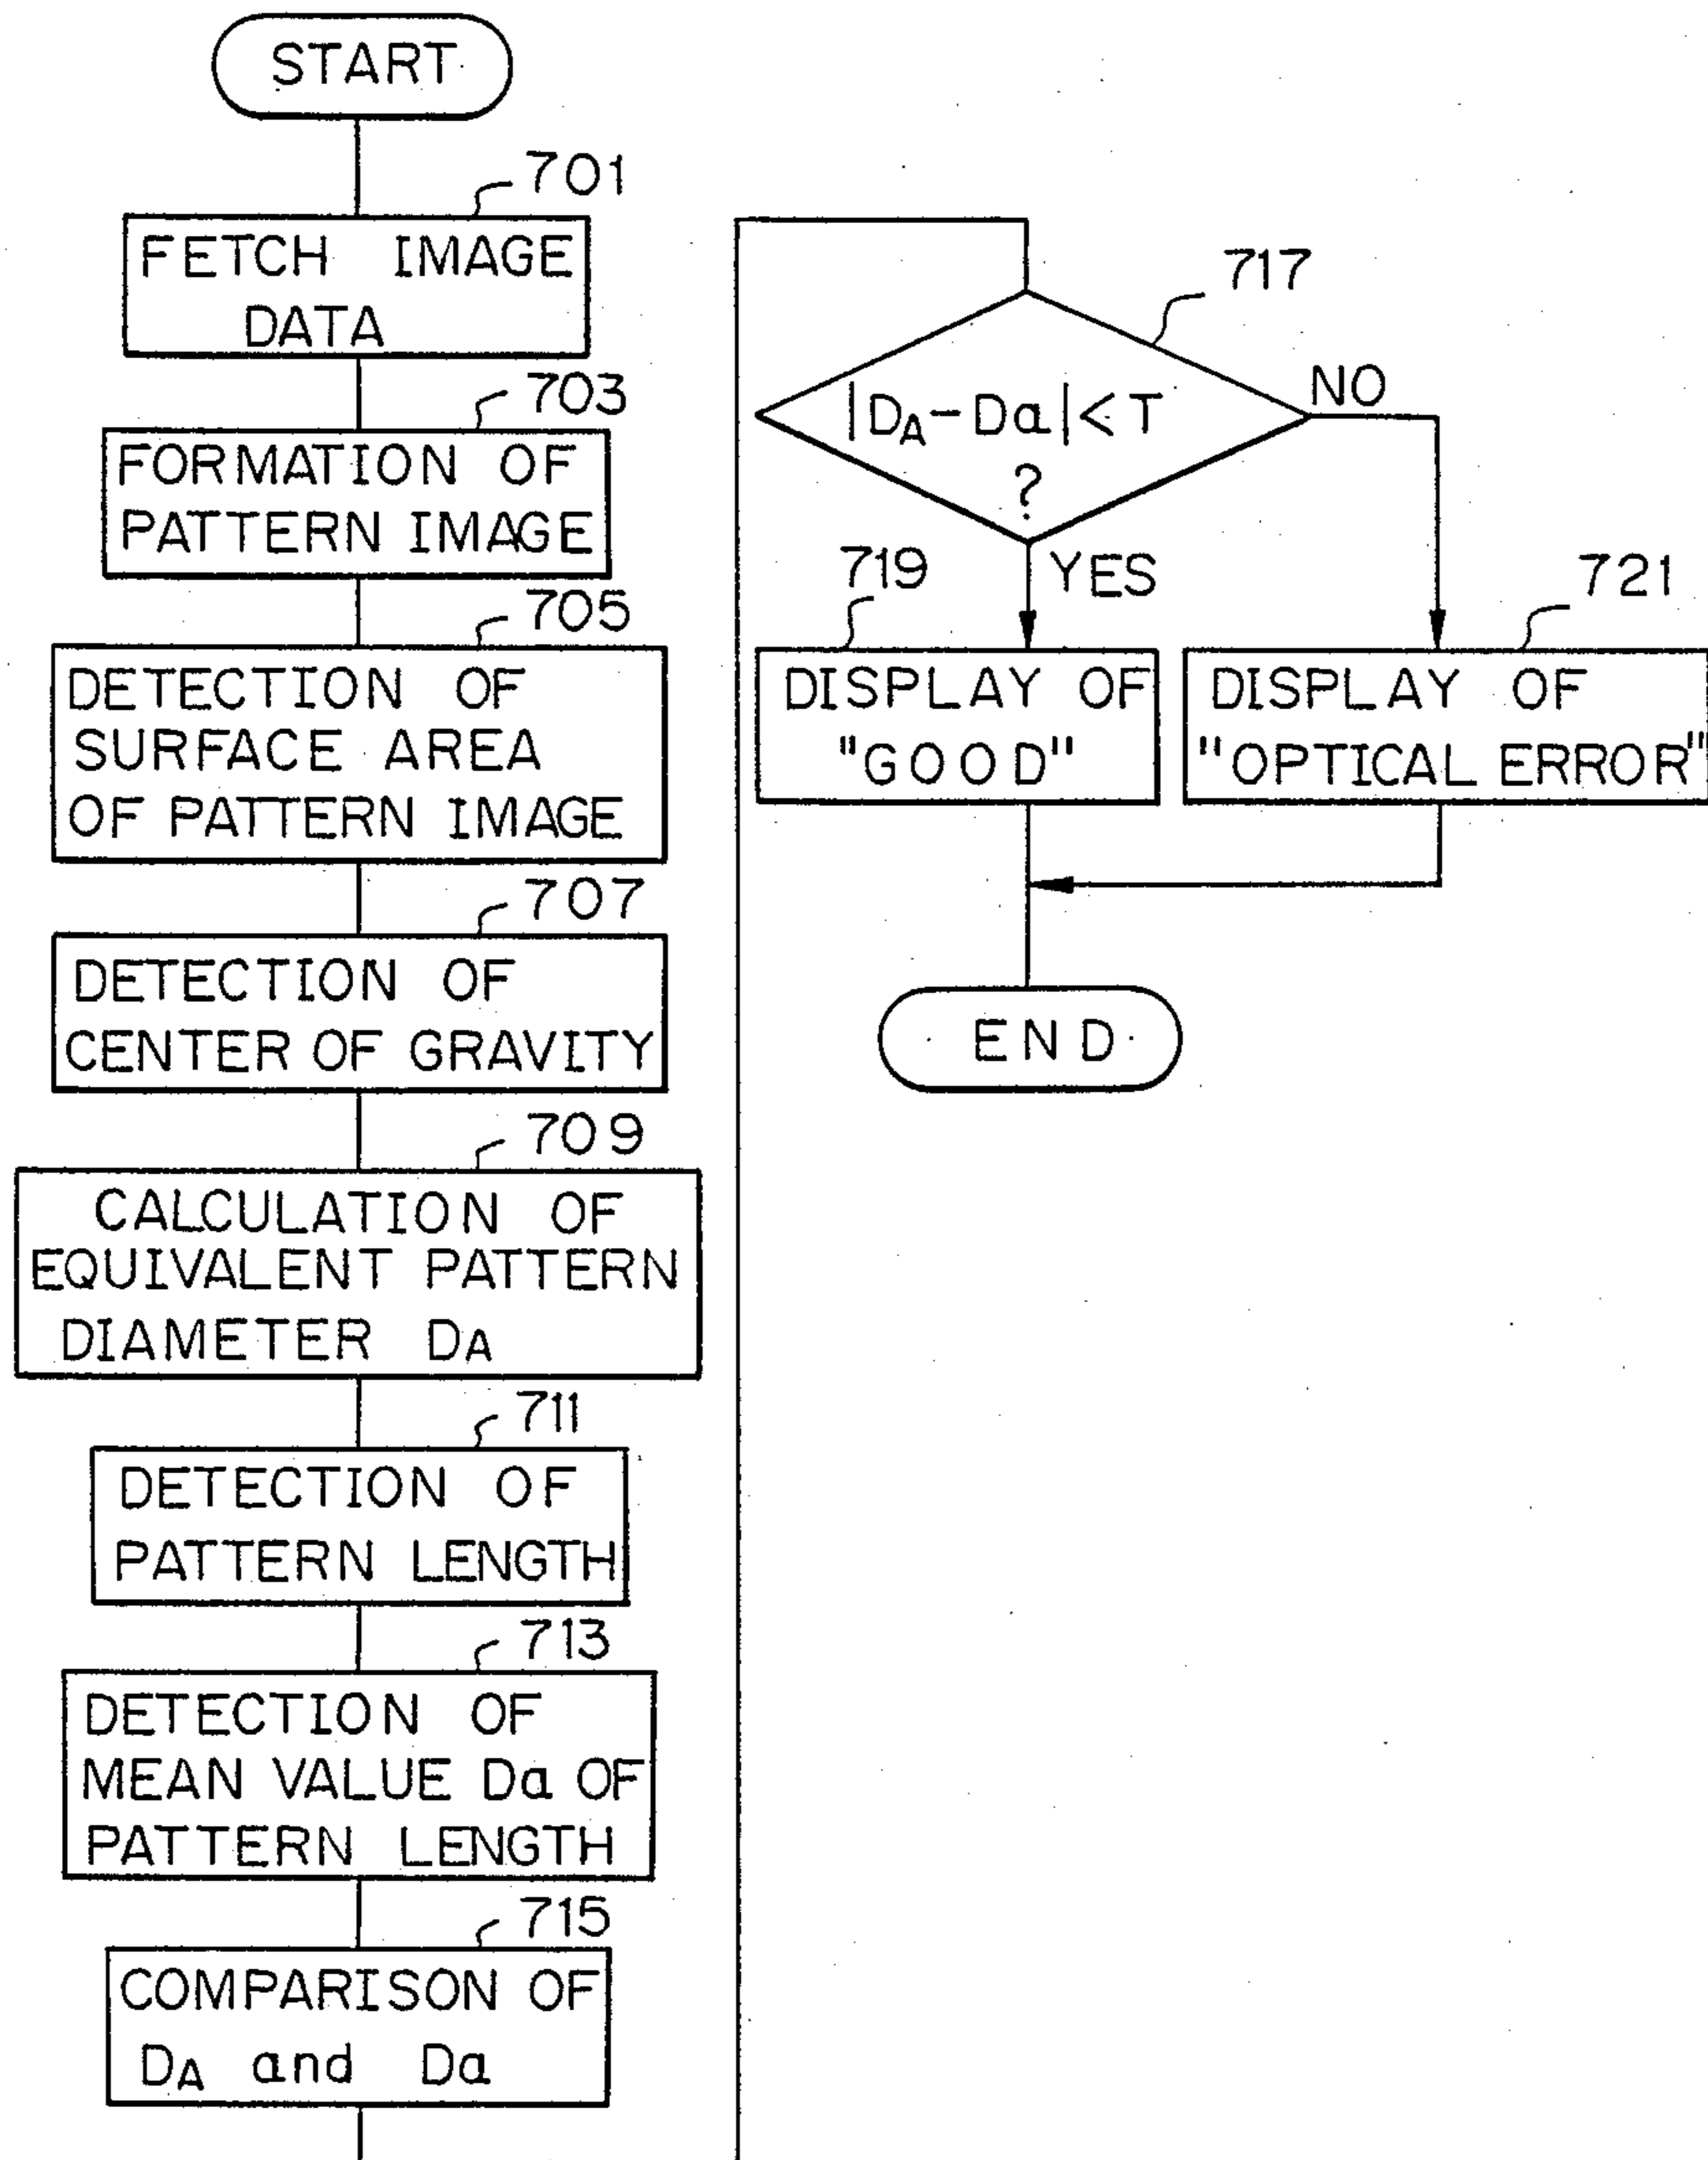 START
701
FETCH IMAGE
DATA
703
FORMATION OF
PATTERN IMAGE
705
DETECTION OF
SURFACE AREA
OF PATTERN IMAGE
707
DETECTION OF
CENTER OF GRAVITY
709
CALCULATION OF
EQUIVALENT PATTERN
DIAMETER DA
711
DETECTION OF
PATTERN LENGTH
713
DETECTION OF
MEAN VALUE Da OF
PATTERN LENGTH
715
COMPARISON OF
DA and Da
717
|DA-Da|<T
?
NO
YES
719
DISPLAY OF
"GOOD"
721
DISPLAY OF
"OPTICAL ERROR"
END